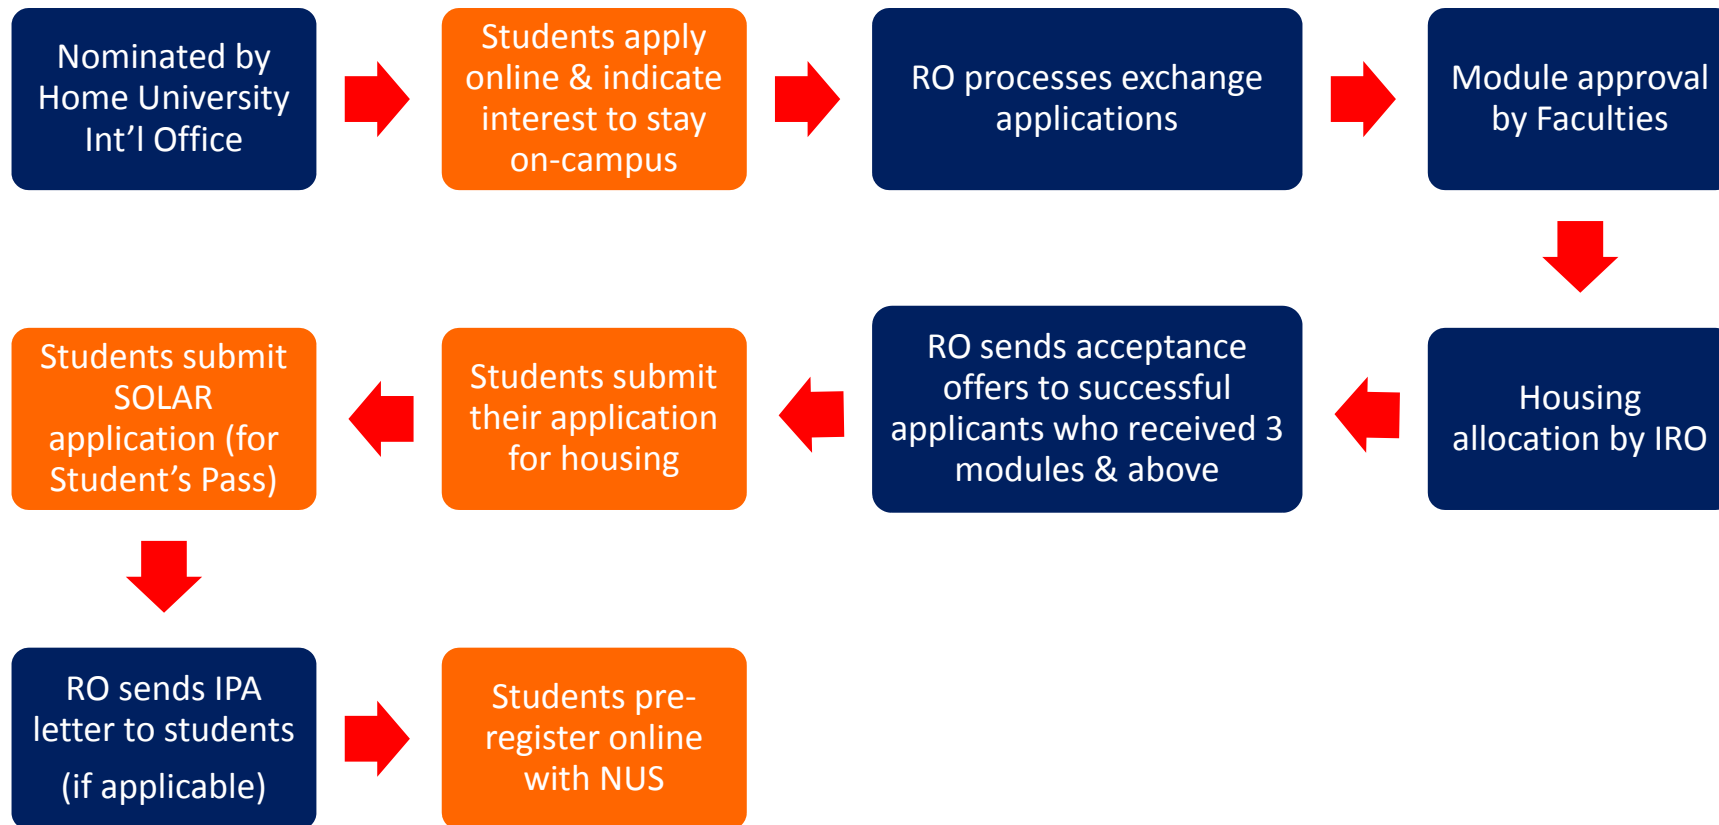 Nominated by
Home University
Int’l Office
Students apply
online & indicate
interest to stay
on-campus
RO processes exchange
applications
Module approval
by Faculties
Housing
allocation by IRO
RO sends acceptance
offers to successful
applicants who received 3
modules & above
Students submit
their application
for housing
Students submit
SOLAR
application (for
Student’s Pass)
RO sends IPA
letter to students
(if applicable)
Students pre-
register online
with NUS